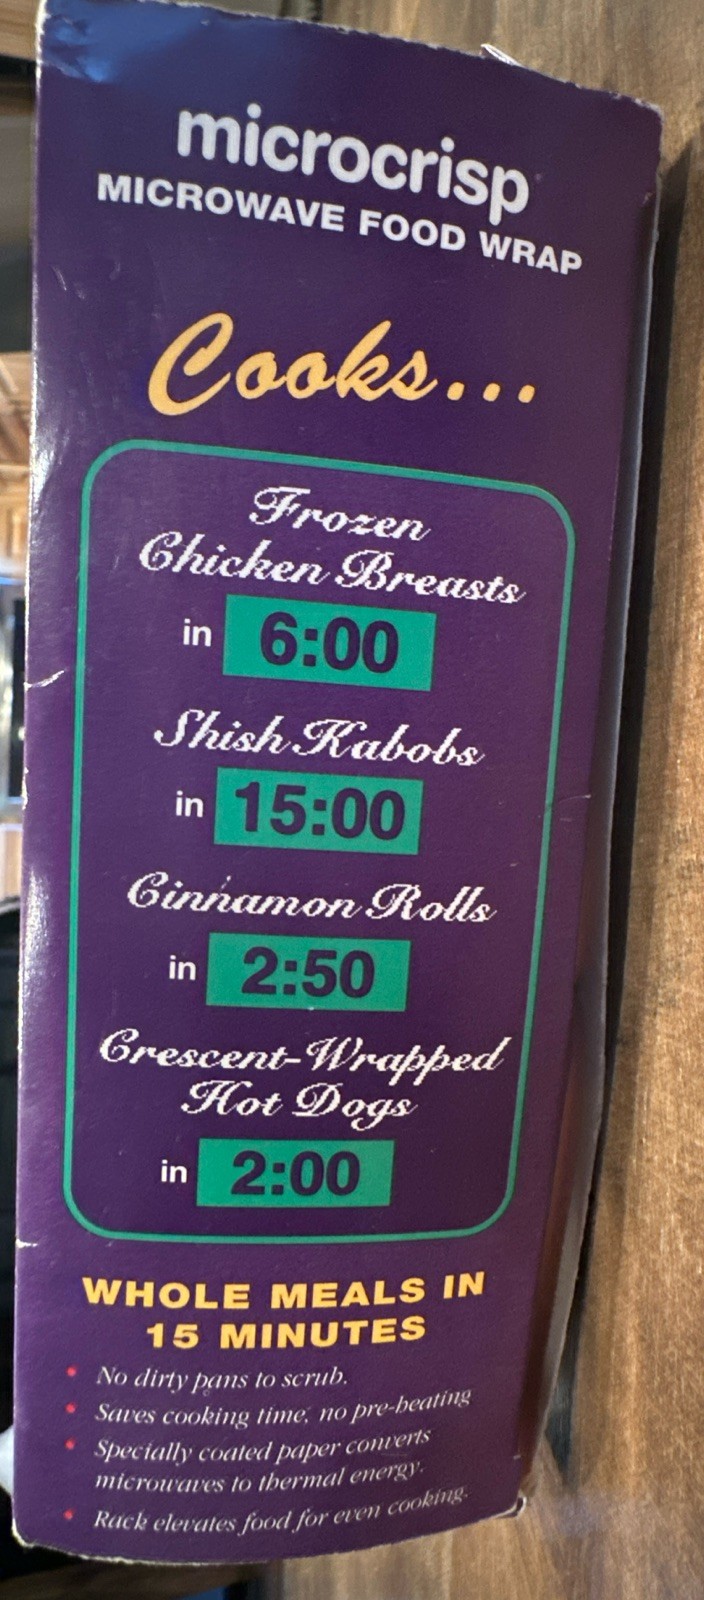 microcrisp
MICROWAVE FOOD WRAP
Cooks...
Frozen
Chicken Breasts
in 6:00
Shish Kabobs
in 15:00
Cinnamon Rolls
in 2:50
Crescent-Wrapped
Hot Dogs
in 2:00
WHOLE MEALS IN
15 MINUTES
• No dirty pans to scrub.
• Saves cooking time; no pre-heating
• Specially coated paper converts
microwaves to thermal energy.
• Rack elevates food for even cooking.